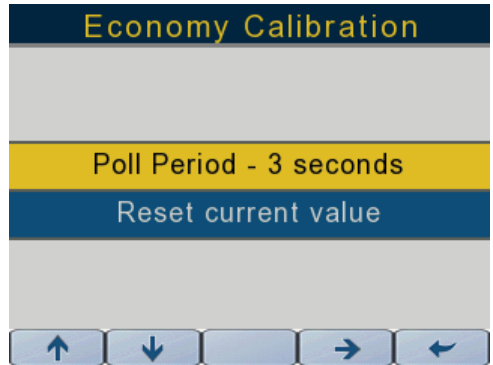 Economy Calibration
Poll Period - 3 seconds
Reset current value